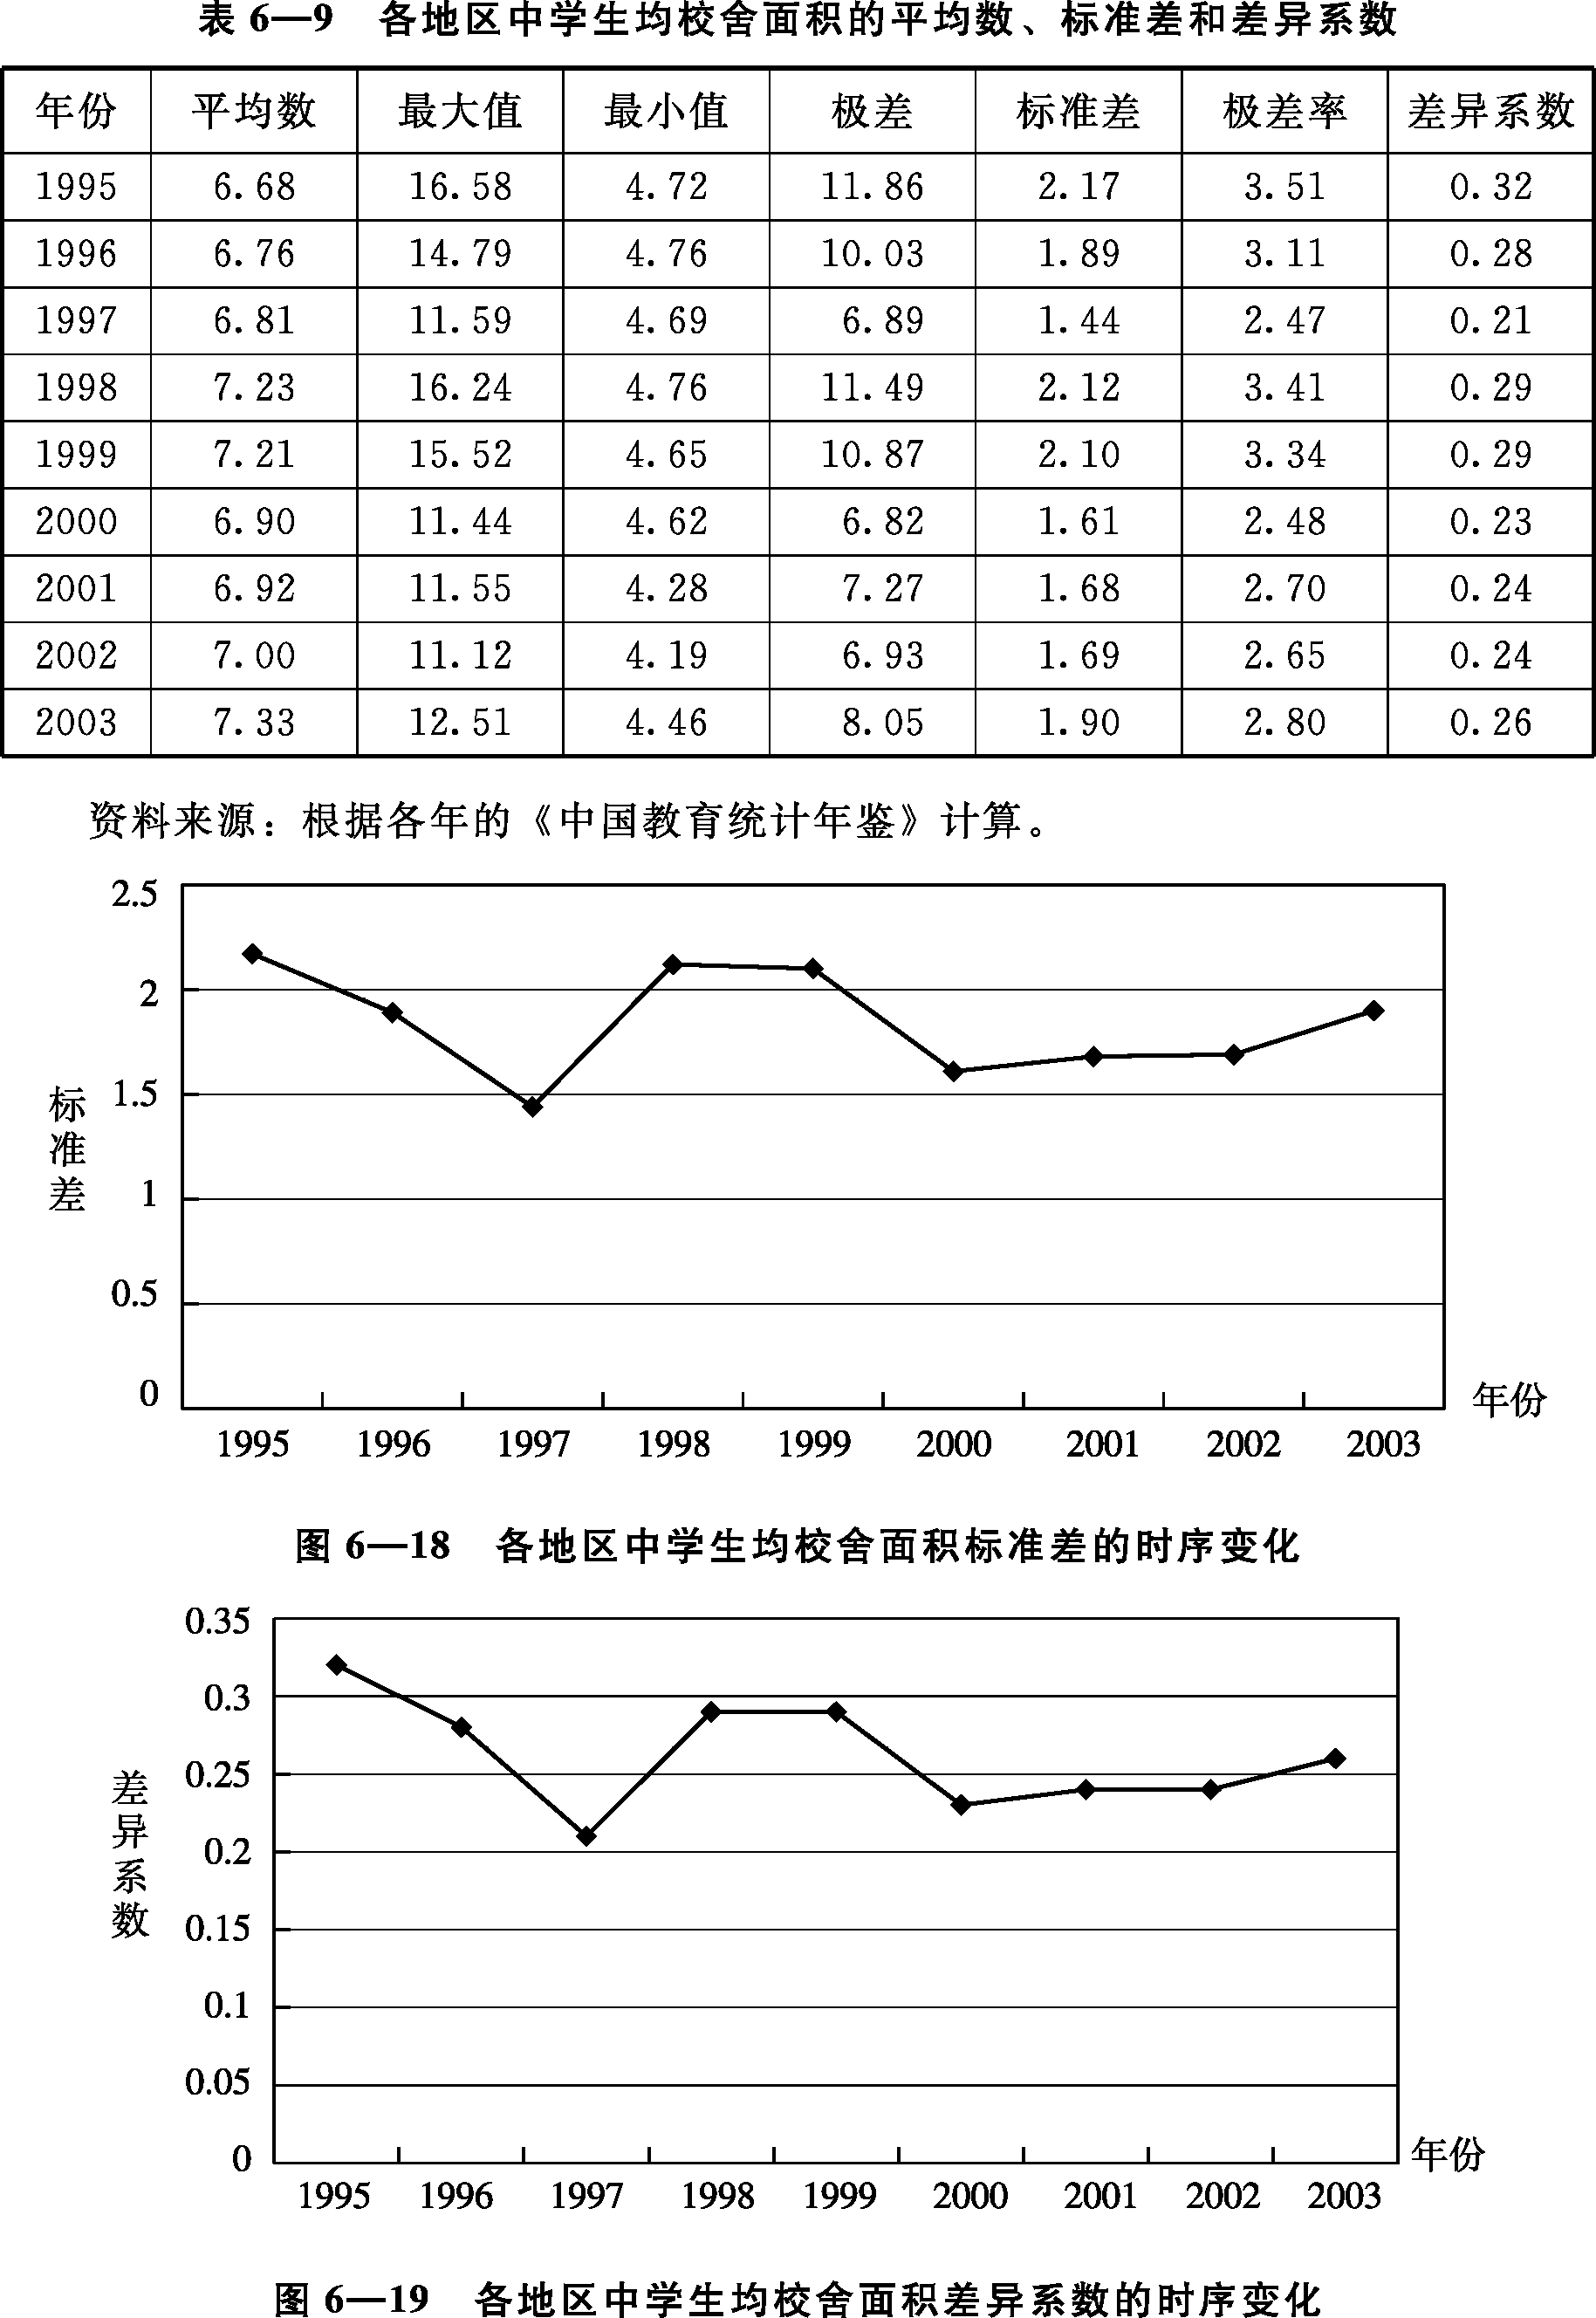 表 6—9 各地区中学生均校舍面积的平均数、标准差和差异系数
年份 平均数 最大值 最小值 极差 标准差 极差率 差异系数
1995 6.68 16.58 4.72 11.86 2.17 3.51 0.32
1996 6.76 14.79 4.76 10.03 1.89 3.11 0.28
1997 6.81 11.59 4.69 6.89 1.44 2.47 0.21
1998 7.23 16.24 4.76 11.49 2.12 3.41 0.29
1999 7.21 15.52 4.65 10.87 2.10 3.34 0.29
2000 6.90 11.44 4.62 6.82 1.61 2.48 0.23
2001 6.92 11.55 4.28 7.27 1.68 2.70 0.24
2002 7.00 11.12 4.19 6.93 1.69 2.65 0.24
2003 7.33 12.51 4.46 8.05 1.90 2.80 0.26
资料来源：根据各年的《中国教育统计年鉴》计算。
2.5
2
1.5
1
0.5
0
标准差
1995 1996 1997 1998 1999 2000 2001 2002 2003
年份
图 6—18 各地区中学生均校舍面积标准差的时序变化
0.35
0.3
0.25
0.2
0.15
0.1
0.05
0
差异系数
1995 1996 1997 1998 1999 2000 2001 2002 2003
年份
图 6—19 各地区中学生均校舍面积差异系数的时序变化